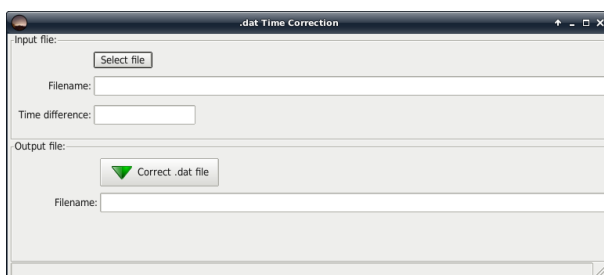 .dat Time Correction
Input flie:
Select file
Filename:
Time difference:
Output file:
Correct .dat file
Filename: